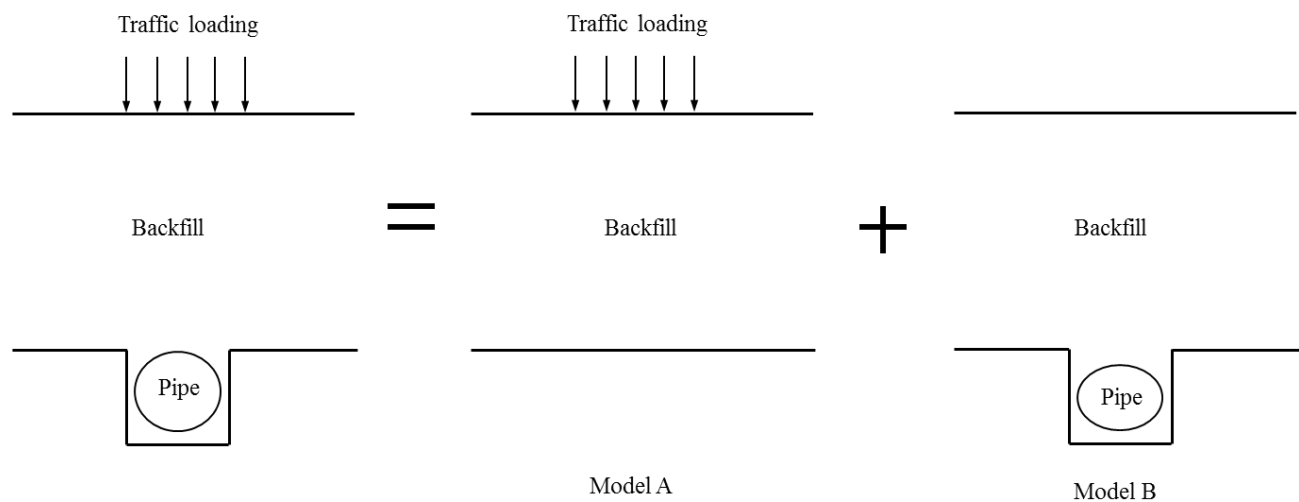 Traffic loading
Traffic loading
Backfill
=
Backfill
+
Backfill
Pipe
Pipe
Model A
Model B